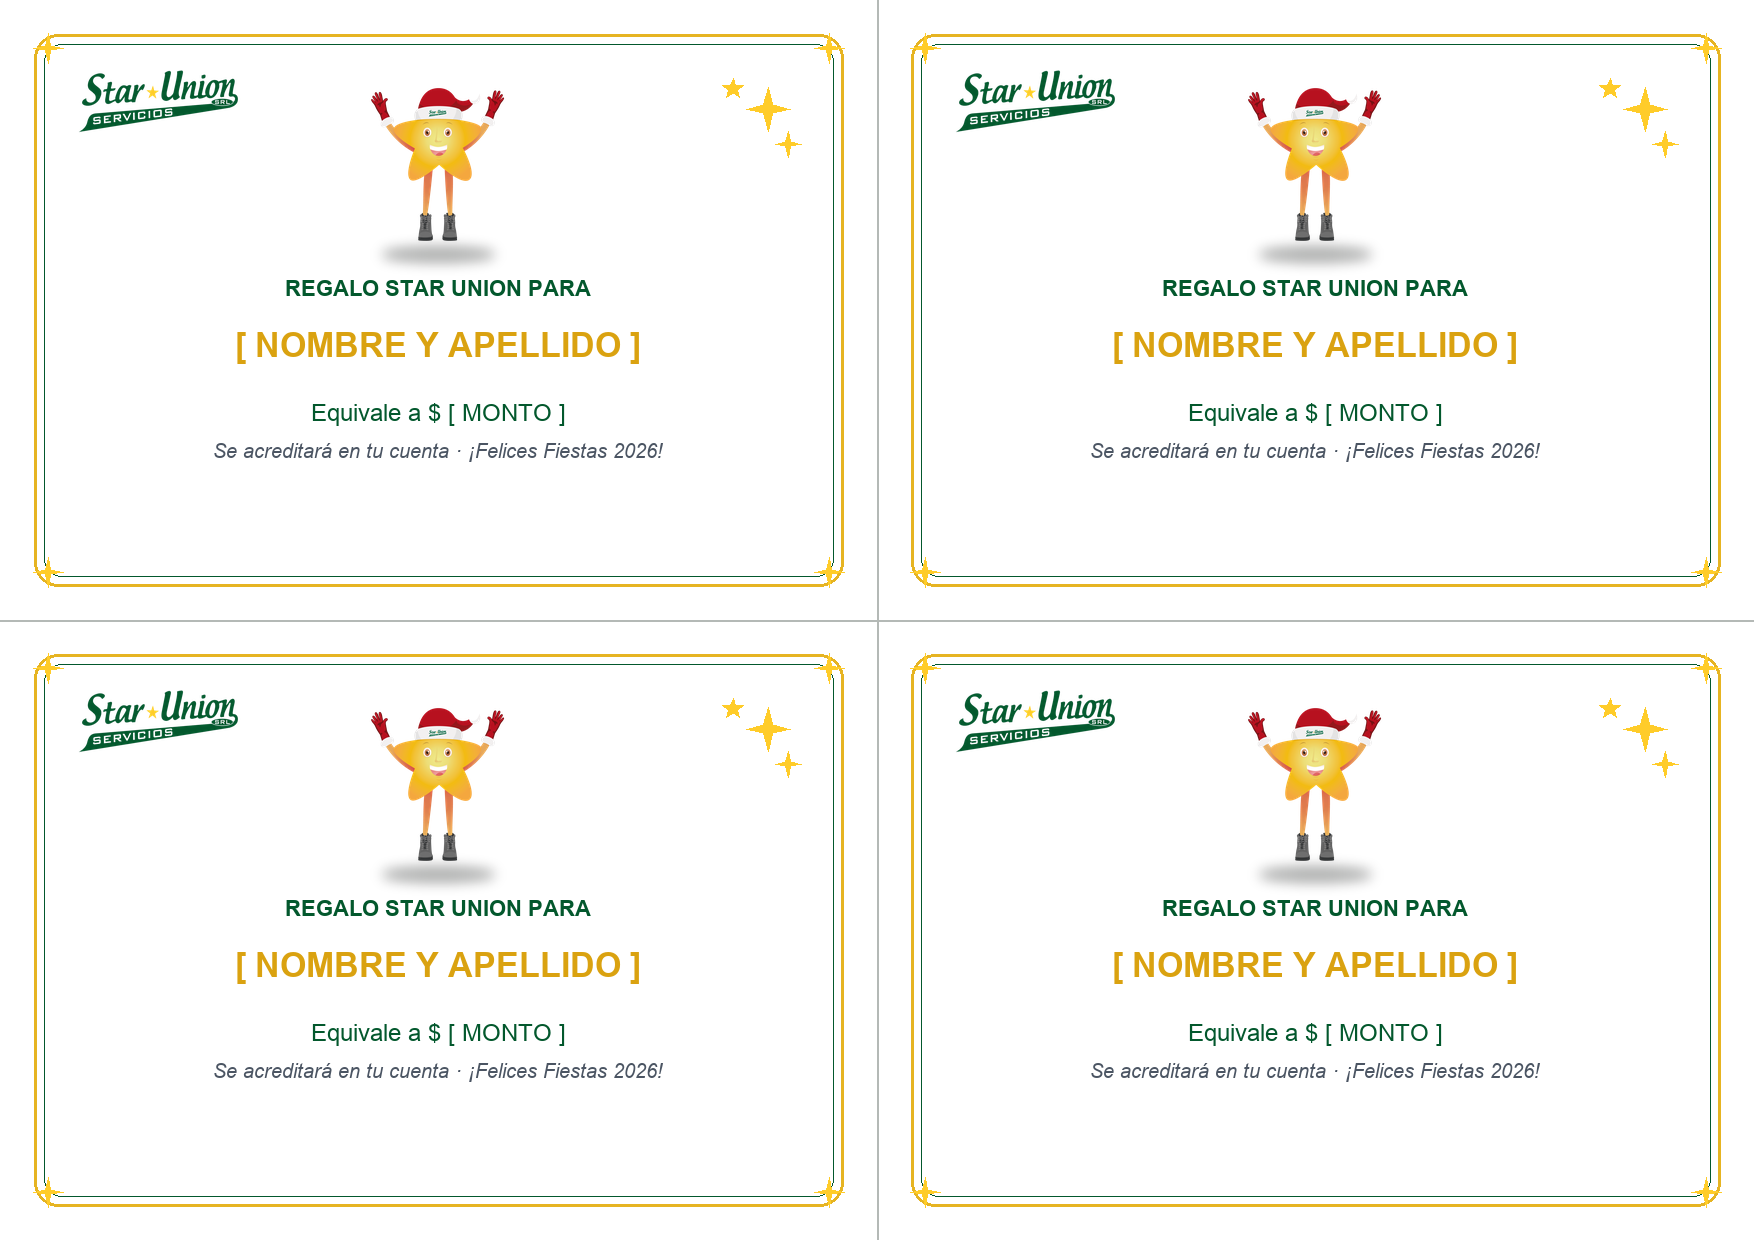 Star Union SRL
SERVICIOS
REGALO STAR UNION PARA
[ NOMBRE Y APELLIDO ]
Equivale a $ [ MONTO ]
Se acreditará en tu cuenta · ¡Felices Fiestas 2026!
Star Union SRL
SERVICIOS
REGALO STAR UNION PARA
[ NOMBRE Y APELLIDO ]
Equivale a $ [ MONTO ]
Se acreditará en tu cuenta · ¡Felices Fiestas 2026!
Star Union SRL
SERVICIOS
REGALO STAR UNION PARA
[ NOMBRE Y APELLIDO ]
Equivale a $ [ MONTO ]
Se acreditará en tu cuenta · ¡Felices Fiestas 2026!
Star Union SRL
SERVICIOS
REGALO STAR UNION PARA
[ NOMBRE Y APELLIDO ]
Equivale a $ [ MONTO ]
Se acreditará en tu cuenta · ¡Felices Fiestas 2026!